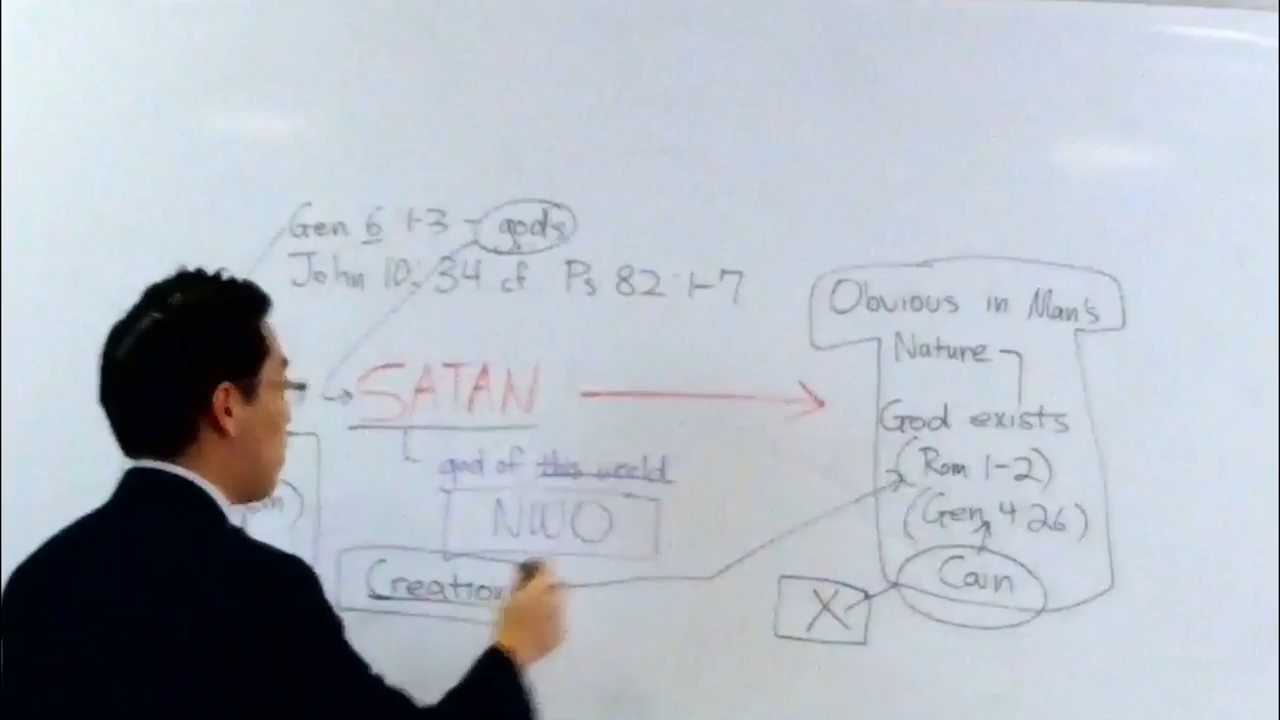 Gen 6 1-3 - gods
John 10:34 cf Ps 82:1-7
SATAN
god of this world
NWO
Creation
Obvious in Man's
Nature
God exists
(Rom 1-2)
(Gen 4 26)
Cain
X